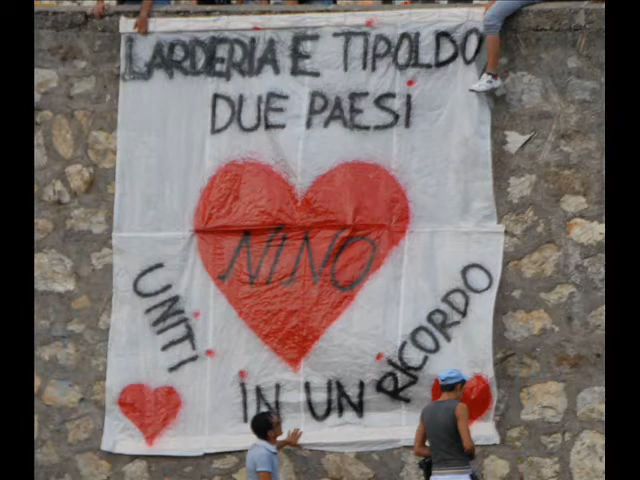 LARDERIA E TIPOLDO
DUE PAESI
NINO
UNITI
IN UN
RICORDO